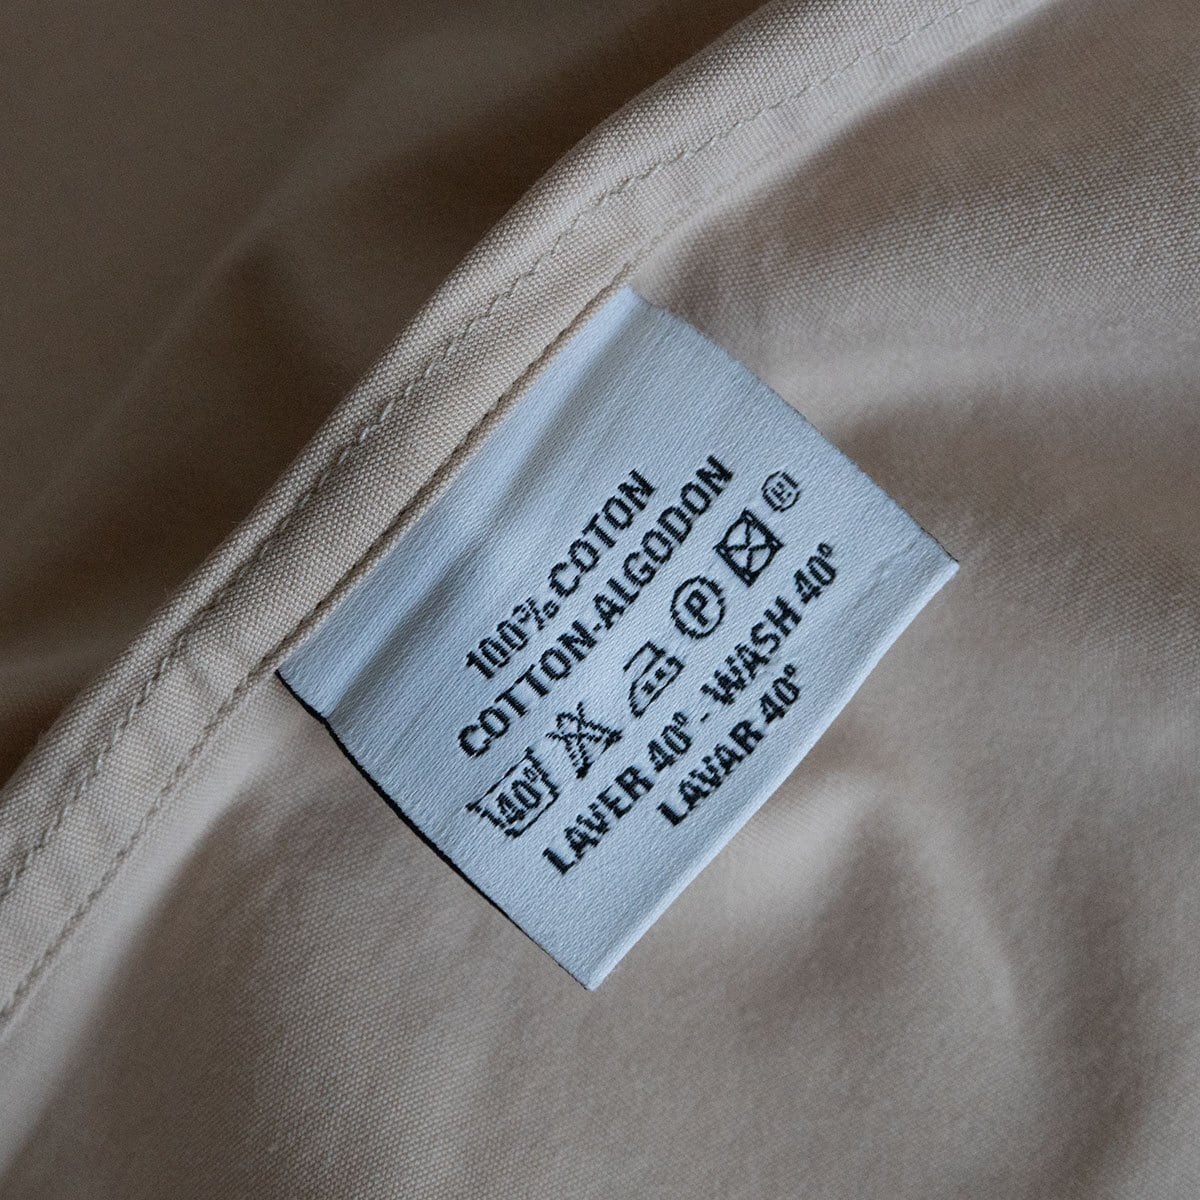 100% COTON
COTTON-ALGODON
40° P
LAVER 40° - WASH 40°
LAVAR 40°